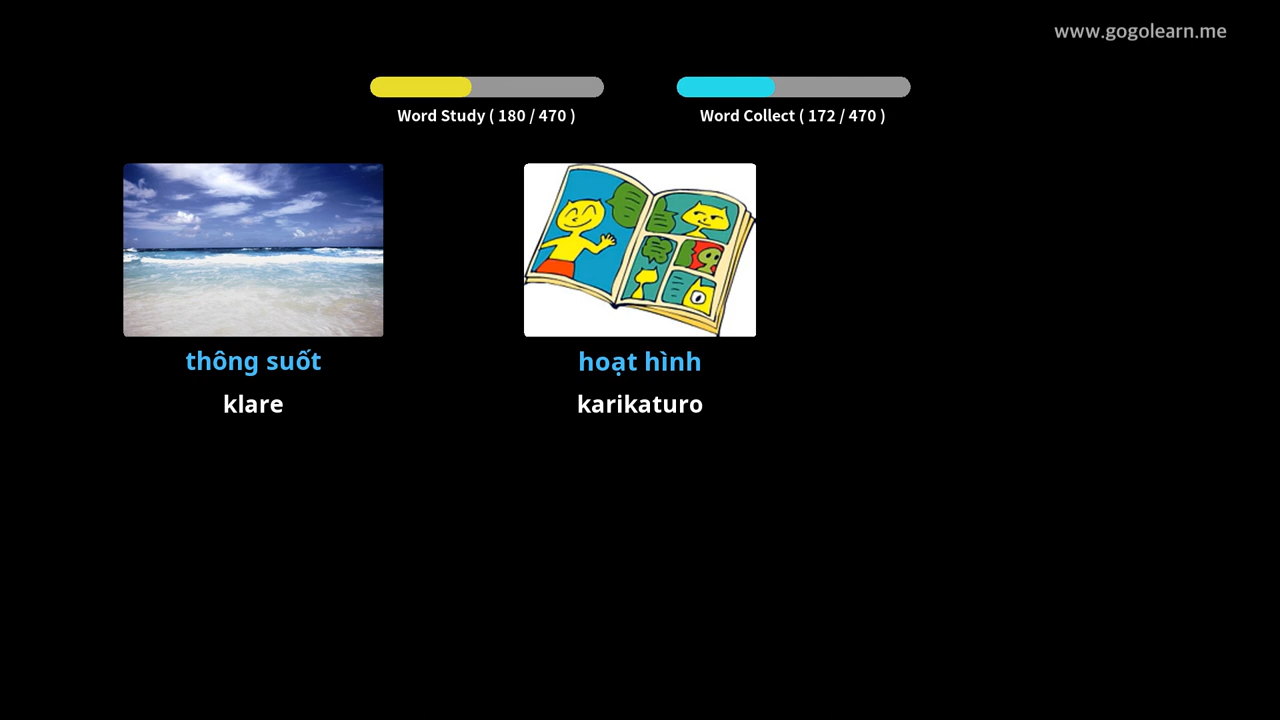 www.gogolearn.me
Word Study ( 180 / 470 )
Word Collect ( 172 / 470 )
thông suốt
hoạt hình
klare
karikaturo